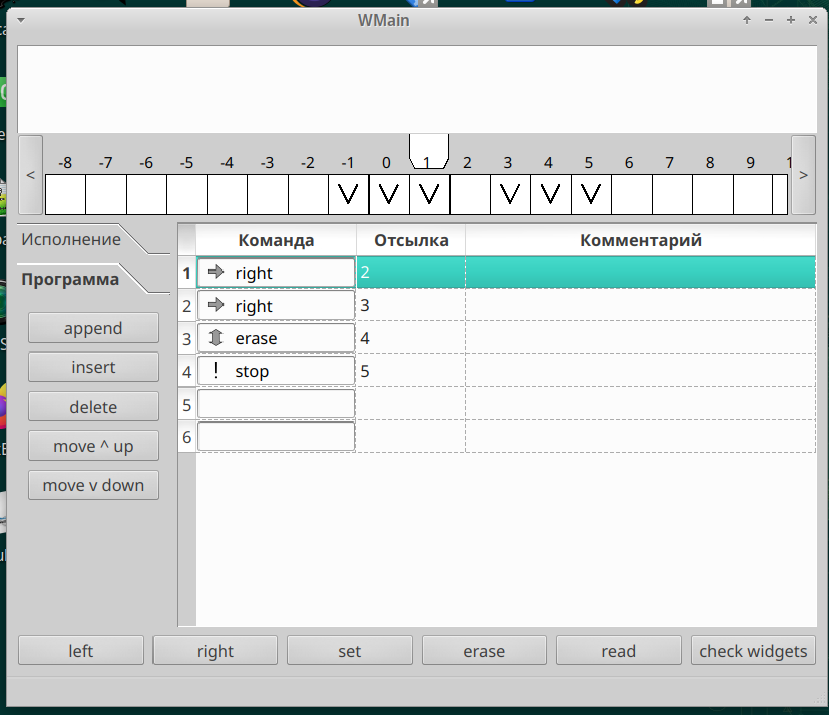 WMain
< -8 -7 -6 -5 -4 -3 -2 -1 0 1 2 3 4 5 6 7 8 9 1 >
V V V V V V
Исполнение
Программа
append
insert
delete
move ^ up
move v down
Команда Отсылка Комментарий
1 right 2
2 right 3
3 erase 4
4 ! stop 5
5
6
left right set erase read check widgets